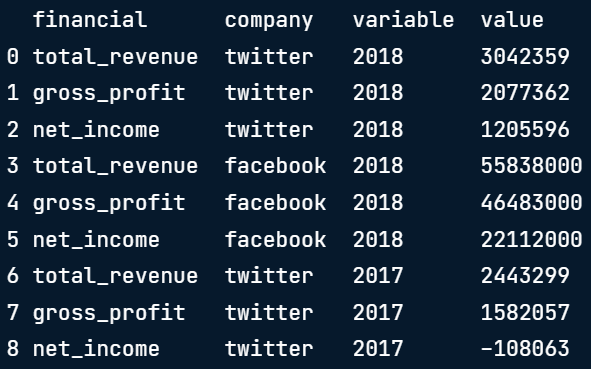 financial company variable value
0 total_revenue twitter 2018 3042359
1 gross_profit twitter 2018 2077362
2 net_income twitter 2018 1205596
3 total_revenue facebook 2018 55838000
4 gross_profit facebook 2018 46483000
5 net_income facebook 2018 22112000
6 total_revenue twitter 2017 2443299
7 gross_profit twitter 2017 1582057
8 net_income twitter 2017 -108063